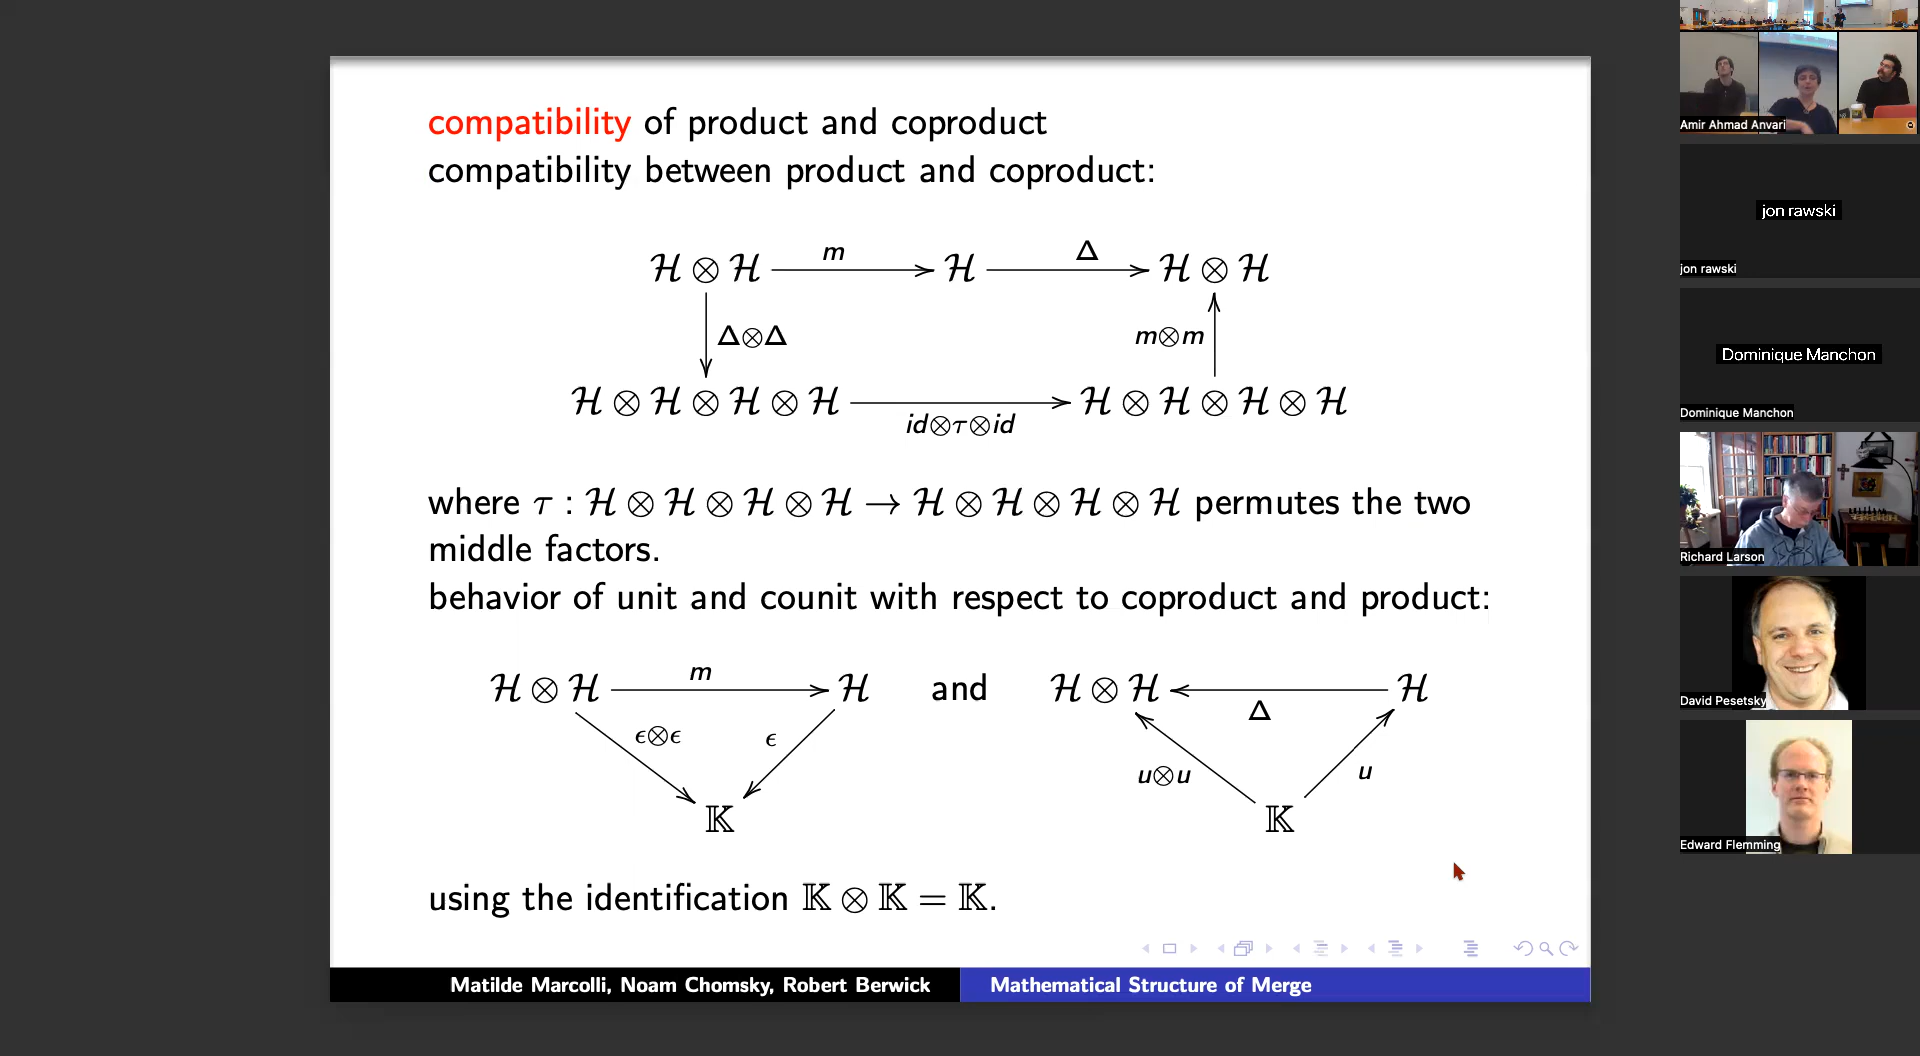 compatibility of product and coproduct
compatibility between product and coproduct:
ℋ ⊗ ℋ m ℋ Δ ℋ ⊗ ℋ
Δ⊗Δ m⊗m
ℋ ⊗ ℋ ⊗ ℋ ⊗ ℋ id⊗τ⊗id ℋ ⊗ ℋ ⊗ ℋ ⊗ ℋ
where τ : ℋ ⊗ ℋ ⊗ ℋ ⊗ ℋ → ℋ ⊗ ℋ ⊗ ℋ ⊗ ℋ permutes the two
middle factors.
behavior of unit and counit with respect to coproduct and product:
ℋ ⊗ ℋ m ℋ and ℋ ⊗ ℋ Δ ℋ
ϵ⊗ϵ ϵ u⊗u u
𝕂 𝕂
using the identification 𝕂 ⊗ 𝕂 = 𝕂.
Matilde Marcolli, Noam Chomsky, Robert Berwick
Mathematical Structure of Merge
Amir Ahmad Anvari
jon rawski
jon rawski
Dominique Manchon
Dominique Manchon
Richard Larson
David Pesetsky
Edward Flemming